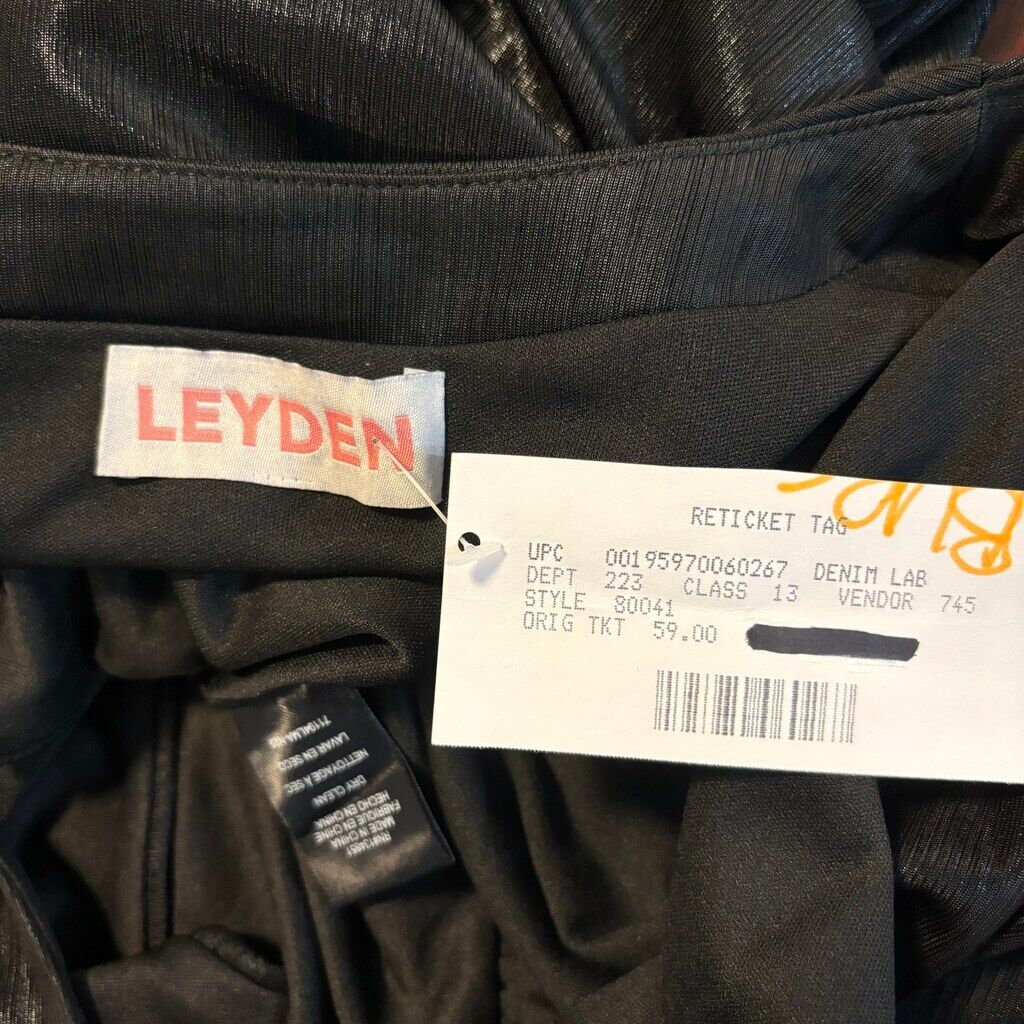 LEYDEN
RETICKET TAG
UPC 00195970060267 DENIM LAB
DEPT 223 CLASS 13 VENDOR 745
STYLE 80041
ORIG TKT 59.00
LAVAR EN SECO
NETTOYAGE À SEC
DRY CLEAN
HECHO EN CHINA
FABRIQUE EN CHINE
MADE IN CHINA